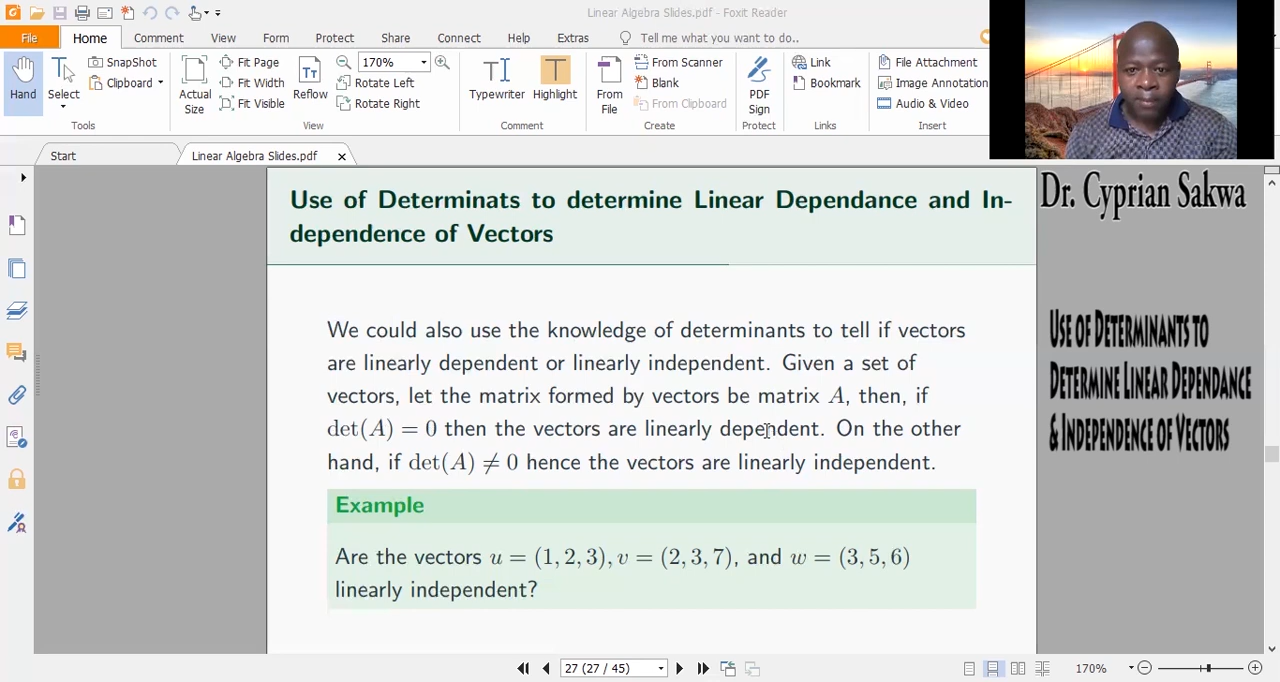 Linear Algebra Slides.pdf - Foxit Reader
File Home Comment View Form Protect Share Connect Help Extras Tell me what you want to do..
Hand
Select
SnapShot
Clipboard
Tools
Actual Size
Fit Page
Fit Width
Fit Visible
Reflow
170%
Rotate Left
Rotate Right
View
Typewriter
Highlight
Comment
From File
From Scanner
Blank
From Clipboard
Create
PDF Sign
Protect
Link
Bookmark
Links
File Attachment
Image Annotation
Audio & Video
Insert
Start
Linear Algebra Slides.pdf
Use of Determinats to determine Linear Dependance and In-
dependence of Vectors
We could also use the knowledge of determinants to tell if vectors
are linearly dependent or linearly independent. Given a set of
vectors, let the matrix formed by vectors be matrix A, then, if
det(A) = 0 then the vectors are linearly dependent. On the other
hand, if det(A) ≠ 0 hence the vectors are linearly independent.
Example
Are the vectors u = (1, 2, 3), v = (2, 3, 7), and w = (3, 5, 6)
linearly independent?
Dr. Cyprian Sakwa
USE OF DETERMINANTS TO
DETERMINE LINEAR DEPENDANCE
& INDEPENDENCE OF VECTORS
27 (27 / 45)
170%